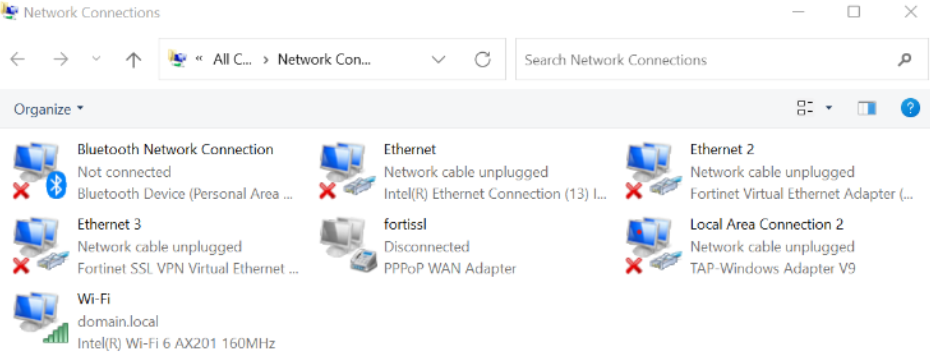 Network Connections
« All C... > Network Con...
Search Network Connections
Organize
Bluetooth Network Connection
Not connected
Bluetooth Device (Personal Area ...
Ethernet
Network cable unplugged
Intel(R) Ethernet Connection (13) I...
Ethernet 2
Network cable unplugged
Fortinet Virtual Ethernet Adapter (...
Ethernet 3
Network cable unplugged
Fortinet SSL VPN Virtual Ethernet ...
fortissl
Disconnected
PPPoP WAN Adapter
Local Area Connection 2
Network cable unplugged
TAP-Windows Adapter V9
Wi-Fi
domain.local
Intel(R) Wi-Fi 6 AX201 160MHz